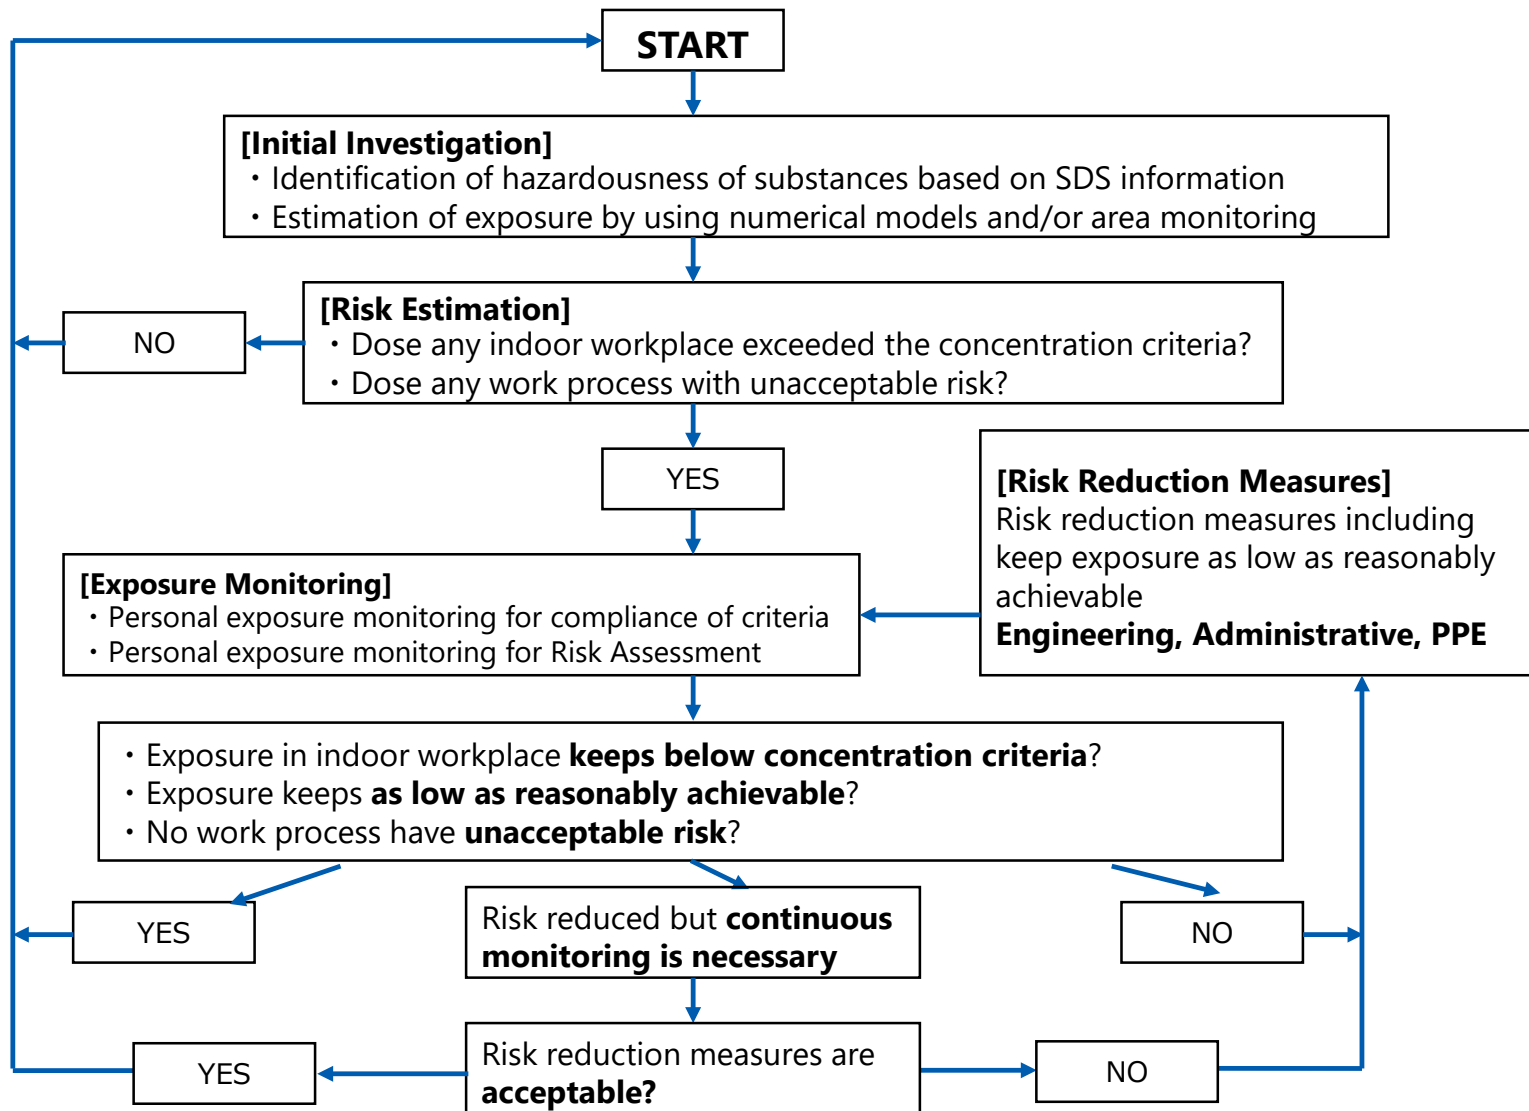 START
[Initial Investigation]
・Identification of hazardousness of substances based on SDS information
・Estimation of exposure by using numerical models and/or area monitoring
[Risk Estimation]
・Dose any indoor workplace exceeded the concentration criteria?
・Dose any work process with unacceptable risk?
NO
YES
[Risk Reduction Measures]
Risk reduction measures including
keep exposure as low as reasonably
achievable
Engineering, Administrative, PPE
[Exposure Monitoring]
・Personal exposure monitoring for compliance of criteria
・Personal exposure monitoring for Risk Assessment
・Exposure in indoor workplace keeps below concentration criteria?
・Exposure keeps as low as reasonably achievable?
・No work process have unacceptable risk?
YES
Risk reduced but continuous
monitoring is necessary
NO
YES
Risk reduction measures are
acceptable?
NO